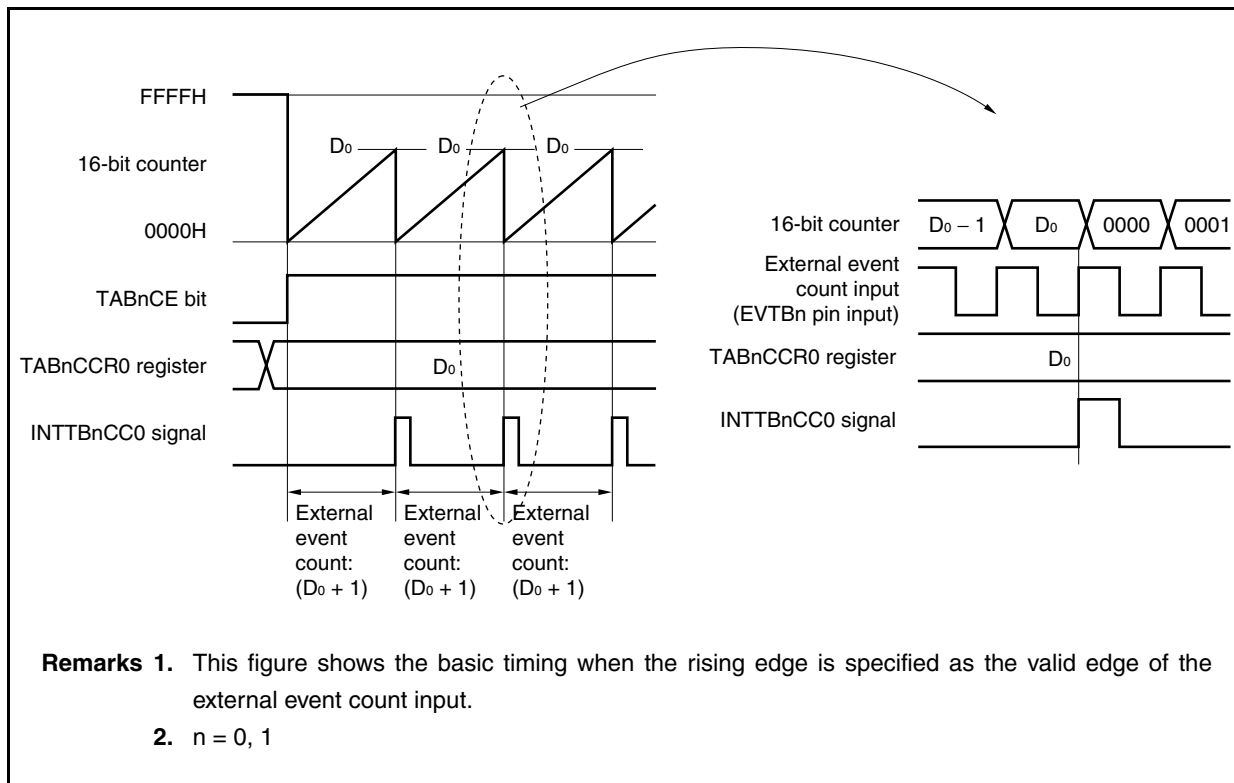 FFFFH
16-bit counter
0000H
D0
D0
D0
TABnCE bit
TABnCCR0 register
D0
INTTBnCC0 signal
External
event
count:
(D0 + 1)
External
event
count:
(D0 + 1)
External
event
count:
(D0 + 1)
16-bit counter
D0 − 1
D0
0000
0001
External event
count input
(EVTBn pin input)
TABnCCR0 register
D0
INTTBnCC0 signal
Remarks 1. This figure shows the basic timing when the rising edge is specified as the valid edge of the
external event count input.
2. n = 0, 1